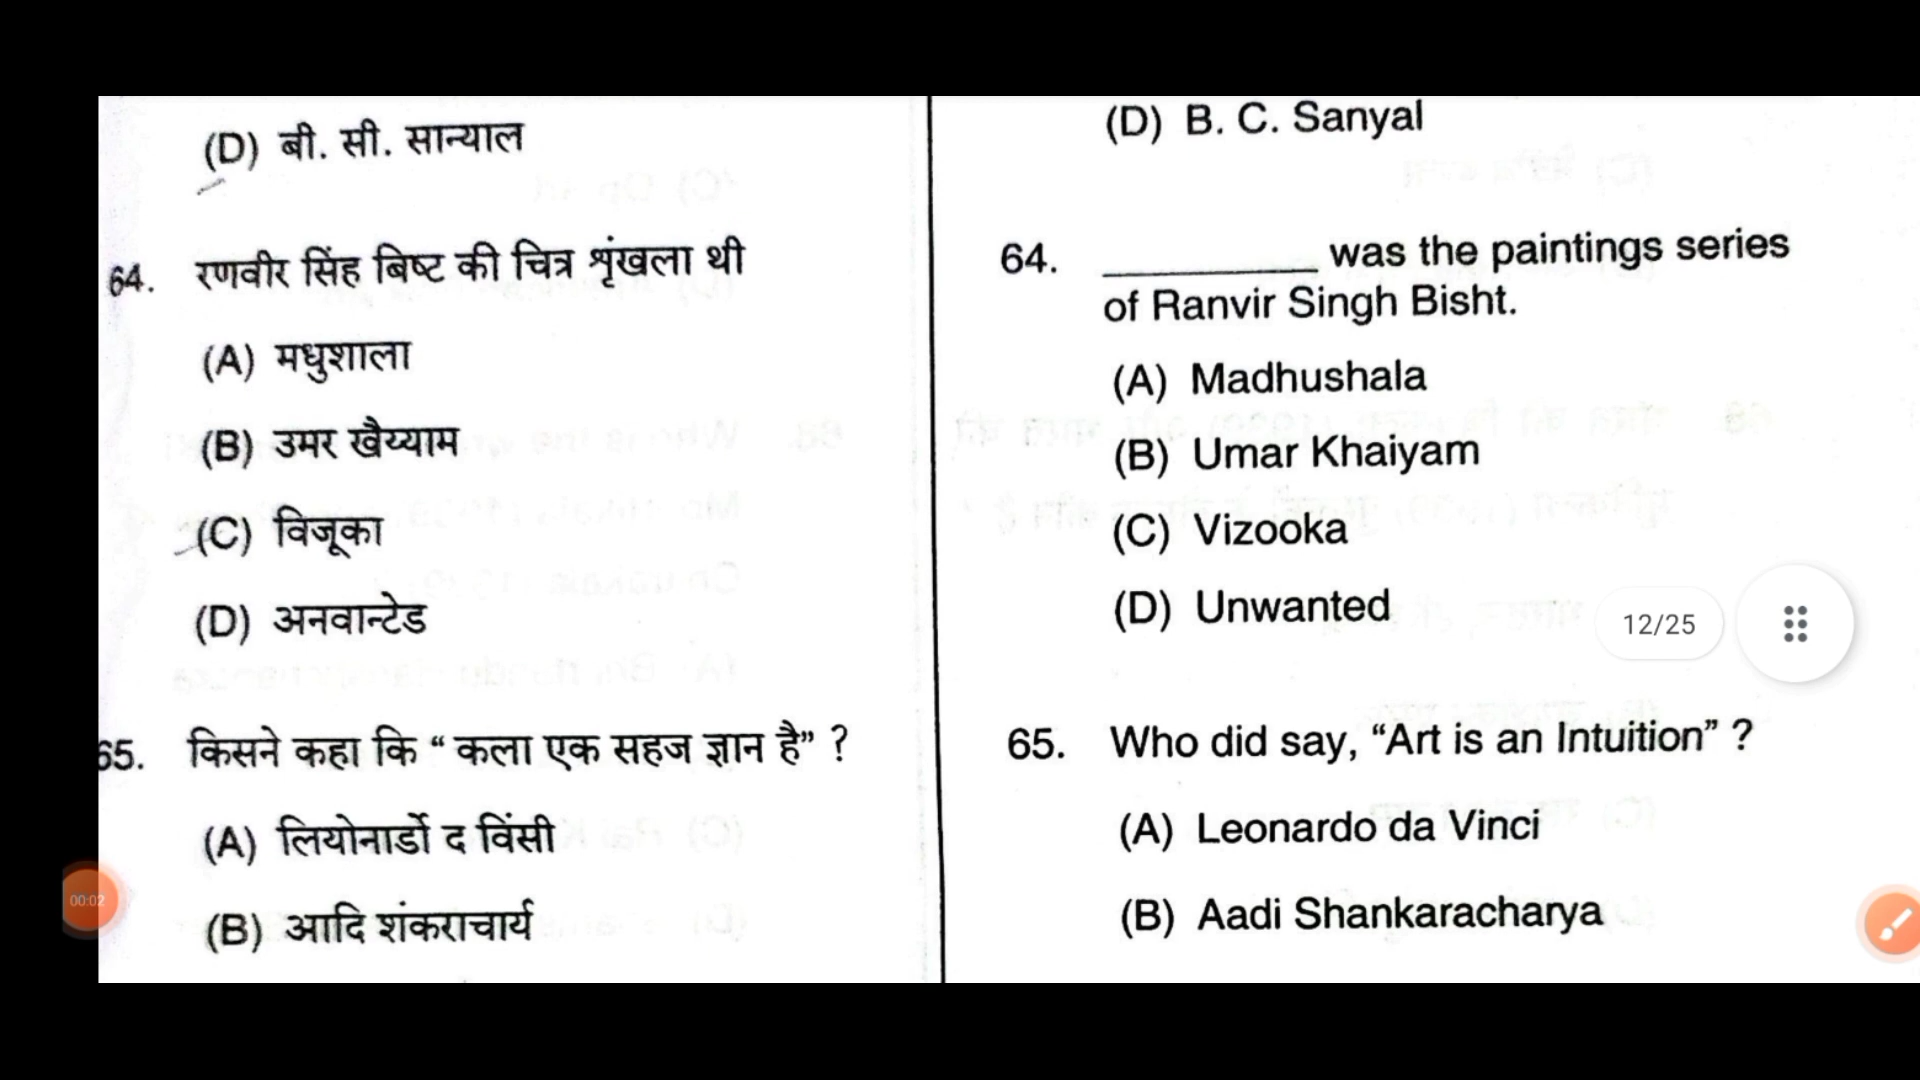 (D) बी. सी. सान्याल
64. रणवीर सिंह बिष्ट की चित्र शृंखला थी
(A) मधुशाला
(B) उमर खैय्याम
(C) विजूका
(D) अनवान्टेड
65. किसने कहा कि “ कला एक सहज ज्ञान है” ?
(A) लियोनार्डो द विंसी
(B) आदि शंकराचार्य
(D) B. C. Sanyal
64. __________ was the paintings series
of Ranvir Singh Bisht.
(A) Madhushala
(B) Umar Khaiyam
(C) Vizooka
(D) Unwanted
65. Who did say, “Art is an Intuition” ?
(A) Leonardo da Vinci
(B) Aadi Shankaracharya
12/25
00:02